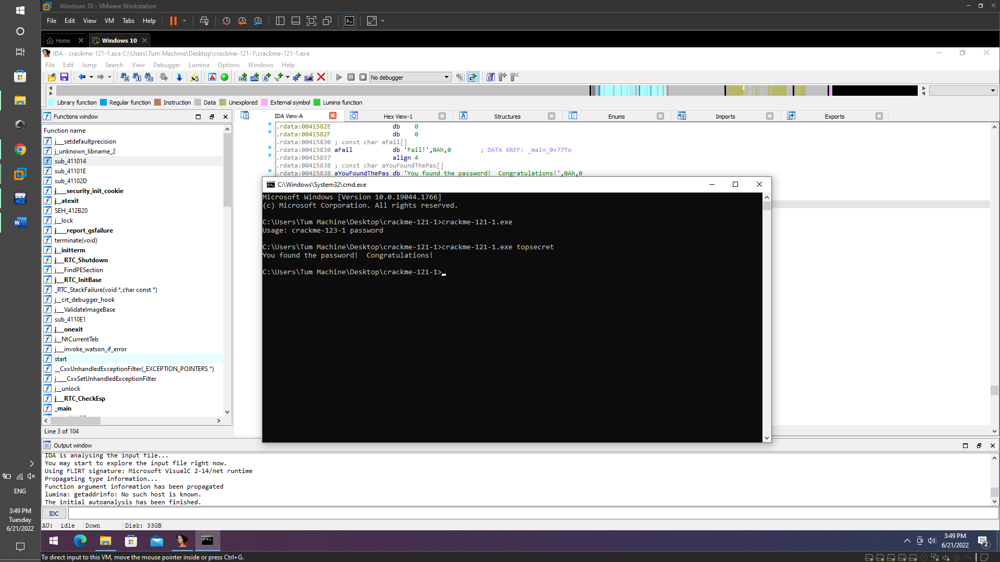 Windows 10 - VMware Workstation
File Edit View VM Tabs Help
Home Windows 10
IDA - crackme-121-1.exe C:\Users\Tum Machine\Desktop\crackme-121-1\crackme-121-1.exe
File Edit Jump Search View Debugger Lumina Options Windows Help
No debugger
Library function Regular function Instruction Data Unexplored External symbol Lumina function
Functions window
IDA View-A Hex View-1 Structures Enums Imports Exports
Function name
j___setdefaultprecision
j_unknown_libname_2
sub_411014
sub_41101E
sub_41102D
j___security_init_cookie
j__atexit
SEH_412B20
j__lock
j___report_gsfailure
terminate(void)
j__initterm
j___RTC_Shutdown
j___FindPESection
j___RTC_InitBase
_RTC_StackFailure(void *,char const *)
j__crt_debugger_hook
j___ValidateImageBase
sub_4110E1
j___onexit
j__NtCurrentTeb
j___invoke_watson_if_error
start
__CxxUnhandledExceptionFilter(_EXCEPTION_POINTERS *)
j____CxxSetUnhandledExceptionFilter
j__unlock
j___RTC_CheckEsp
_main
Line 3 of 104
.rdata:0041582E db 0
.rdata:0041582F db 0
.rdata:00415830 ; const char aFail[]
.rdata:00415830 aFail db 'Fail!',0Ah,0 ; DATA XREF: _main_0+77↑o
.rdata:00415837 align 4
.rdata:00415838 ; const char aYouFoundThePas[]
.rdata:00415838 aYouFoundThePas db 'You found the password!  Congratulations!',0Ah,0
C:\Windows\System32\cmd.exe
Microsoft Windows [Version 10.0.19044.1766]
(c) Microsoft Corporation. All rights reserved.
C:\Users\Tum Machine\Desktop\crackme-121-1>crackme-121-1.exe
Usage: crackme-123-1 password
C:\Users\Tum Machine\Desktop\crackme-121-1>crackme-121-1.exe topsecret
You found the password!  Congratulations!
C:\Users\Tum Machine\Desktop\crackme-121-1>
Output window
IDA is analysing the input file...
You may start to explore the input file right now.
Using FLIRT signature: Microsoft VisualC 2-14/net runtime
Propagating type information...
Function argument information has been propagated
lumina: getaddrinfo: No such host is known.
The initial autoanalysis has been finished.
IDC
AU: idle Down Disk: 33GB
ENG
3:49 PM
Tuesday
6/21/2022
3:49 PM
6/21/2022
2
To direct input to this VM, move the mouse pointer inside or press Ctrl+G.